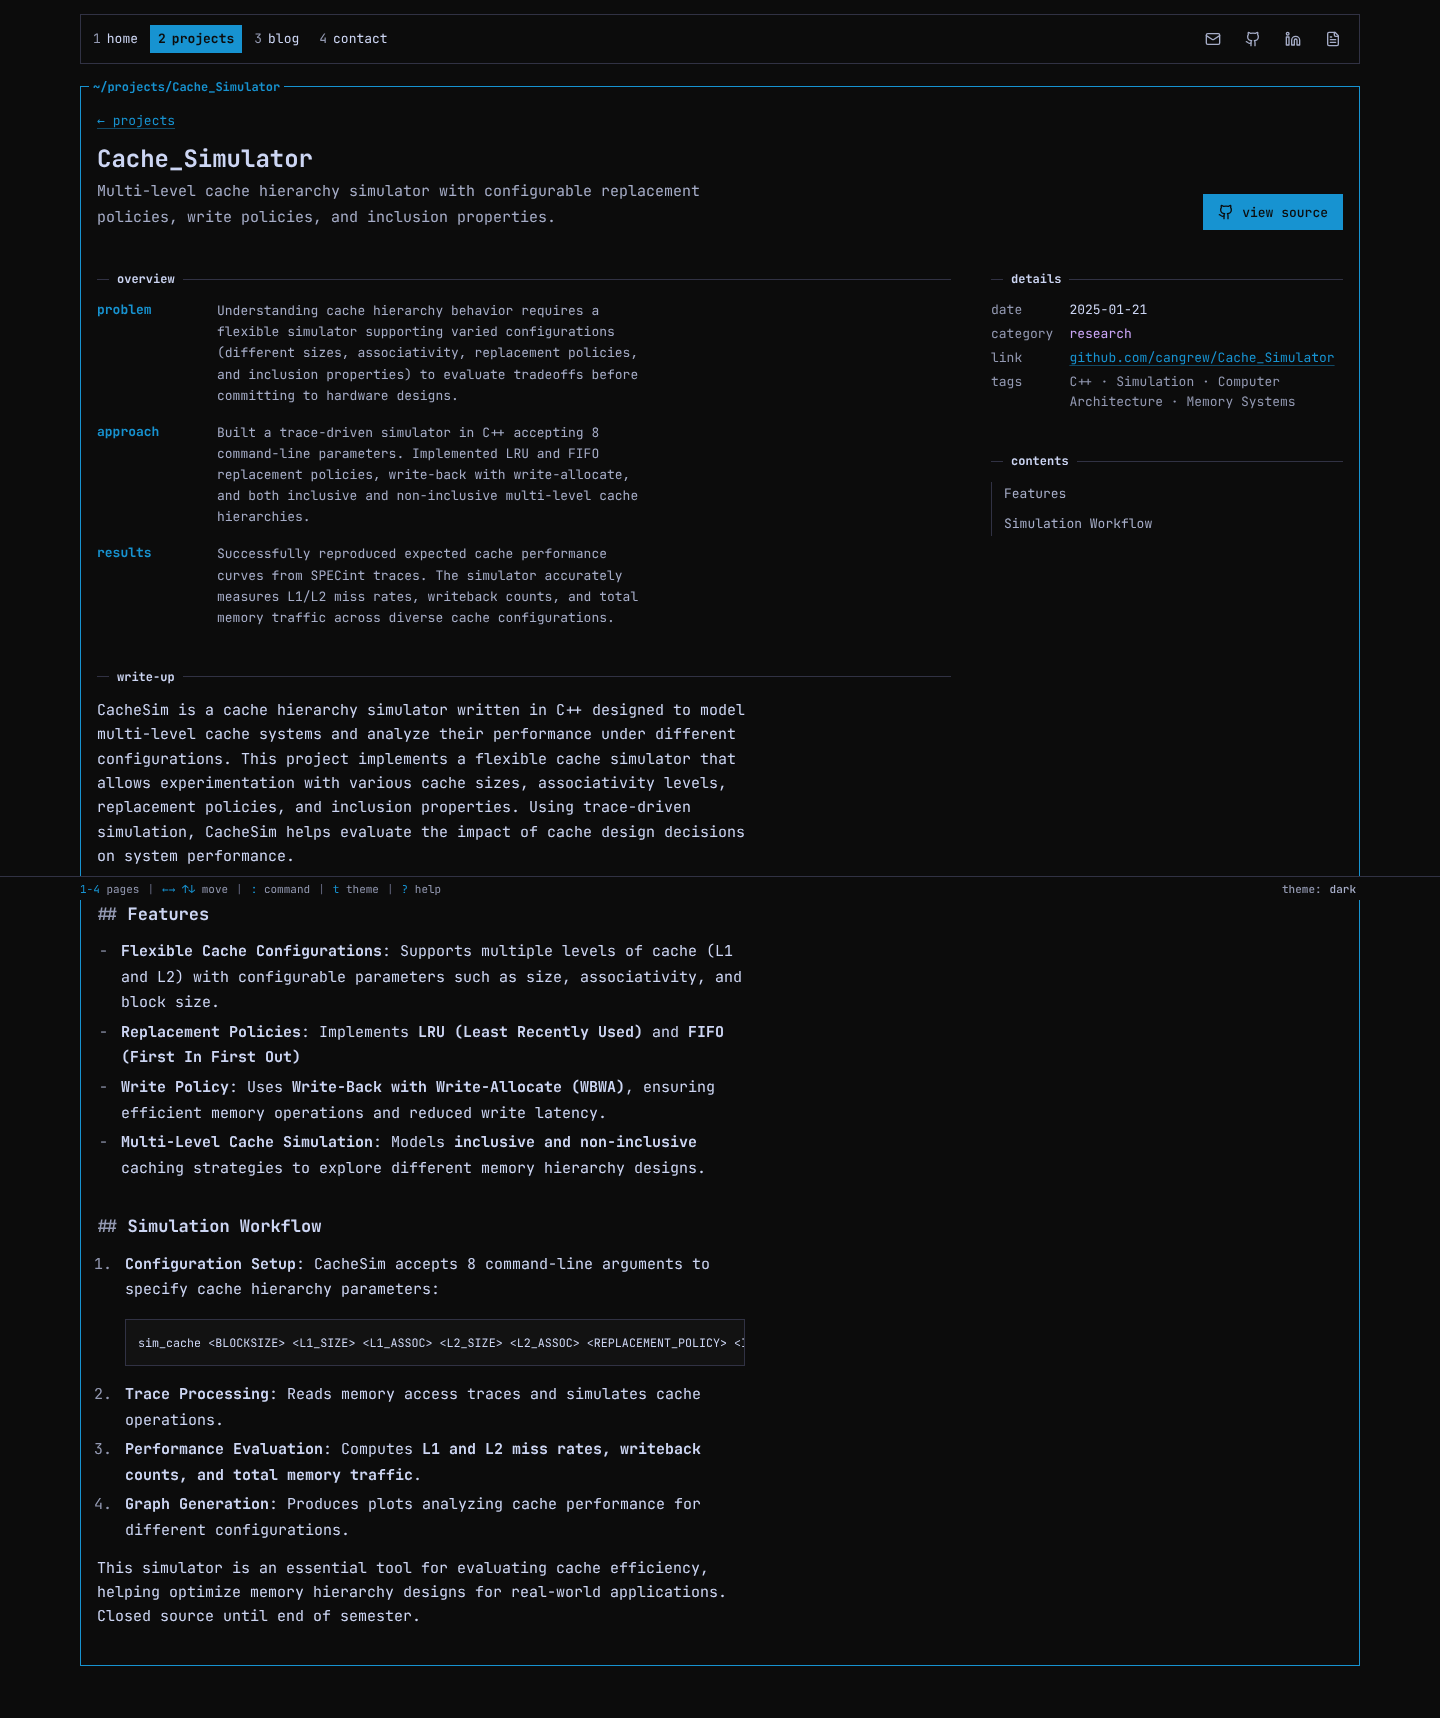 1 home 2 projects 3 blog 4 contact
~/projects/Cache_Simulator
← projects
Cache_Simulator
Multi-level cache hierarchy simulator with configurable replacement
policies, write policies, and inclusion properties.
view source
overview
problem
Understanding cache hierarchy behavior requires a
flexible simulator supporting varied configurations
(different sizes, associativity, replacement policies,
and inclusion properties) to evaluate tradeoffs before
committing to hardware designs.
approach
Built a trace-driven simulator in C++ accepting 8
command-line parameters. Implemented LRU and FIFO
replacement policies, write-back with write-allocate,
and both inclusive and non-inclusive multi-level cache
hierarchies.
results
Successfully reproduced expected cache performance
curves from SPECint traces. The simulator accurately
measures L1/L2 miss rates, writeback counts, and total
memory traffic across diverse cache configurations.
details
date 2025-01-21
category research
link github.com/cangrew/Cache_Simulator
tags C++ · Simulation · Computer
Architecture · Memory Systems
contents
Features
Simulation Workflow
write-up
CacheSim is a cache hierarchy simulator written in C++ designed to model
multi-level cache systems and analyze their performance under different
configurations. This project implements a flexible cache simulator that
allows experimentation with various cache sizes, associativity levels,
replacement policies, and inclusion properties. Using trace-driven
simulation, CacheSim helps evaluate the impact of cache design decisions
on system performance.
1-4 pages | ←→ ↑↓ move | : command | t theme | ? help
theme: dark
## Features
- Flexible Cache Configurations: Supports multiple levels of cache (L1
and L2) with configurable parameters such as size, associativity, and
block size.
- Replacement Policies: Implements LRU (Least Recently Used) and FIFO
(First In First Out)
- Write Policy: Uses Write-Back with Write-Allocate (WBWA), ensuring
efficient memory operations and reduced write latency.
- Multi-Level Cache Simulation: Models inclusive and non-inclusive
caching strategies to explore different memory hierarchy designs.
## Simulation Workflow
1. Configuration Setup: CacheSim accepts 8 command-line arguments to
specify cache hierarchy parameters:
sim_cache <BLOCKSIZE> <L1_SIZE> <L1_ASSOC> <L2_SIZE> <L2_ASSOC> <REPLACEMENT_POLICY> <
2. Trace Processing: Reads memory access traces and simulates cache
operations.
3. Performance Evaluation: Computes L1 and L2 miss rates, writeback
counts, and total memory traffic.
4. Graph Generation: Produces plots analyzing cache performance for
different configurations.
This simulator is an essential tool for evaluating cache efficiency,
helping optimize memory hierarchy designs for real-world applications.
Closed source until end of semester.